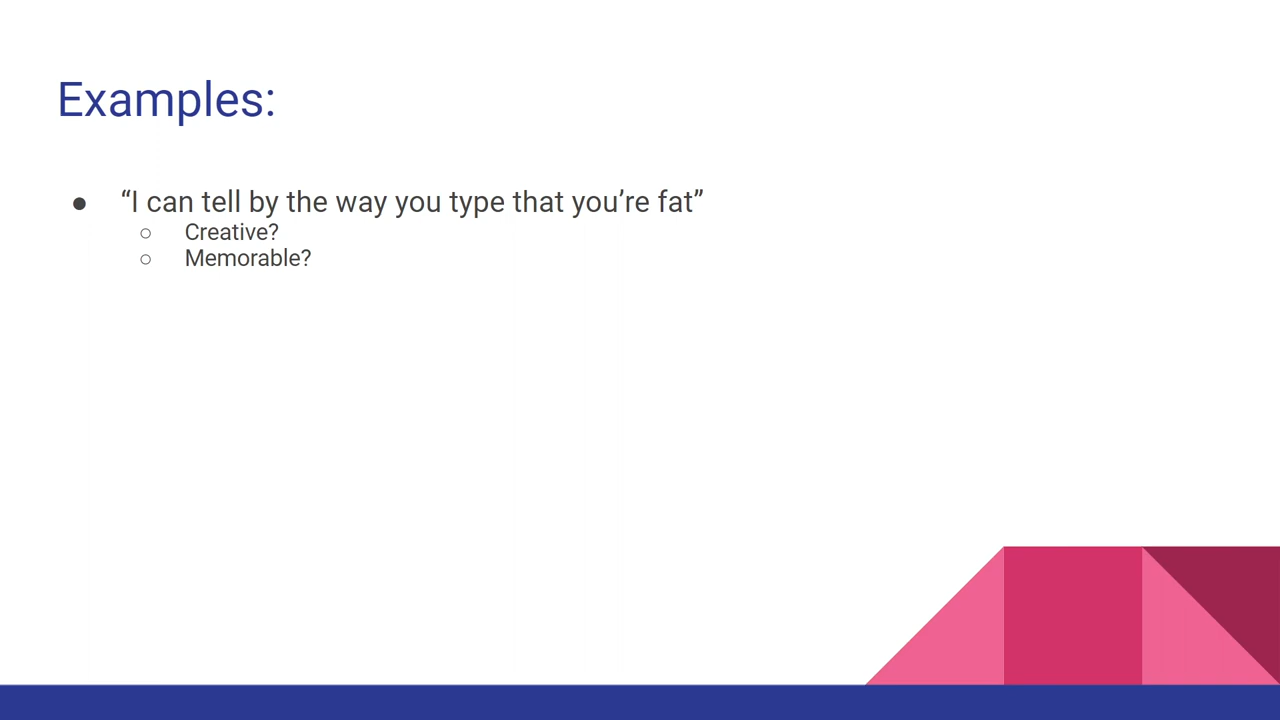 Examples:
● “I can tell by the way you type that you’re fat”
○ Creative?
○ Memorable?